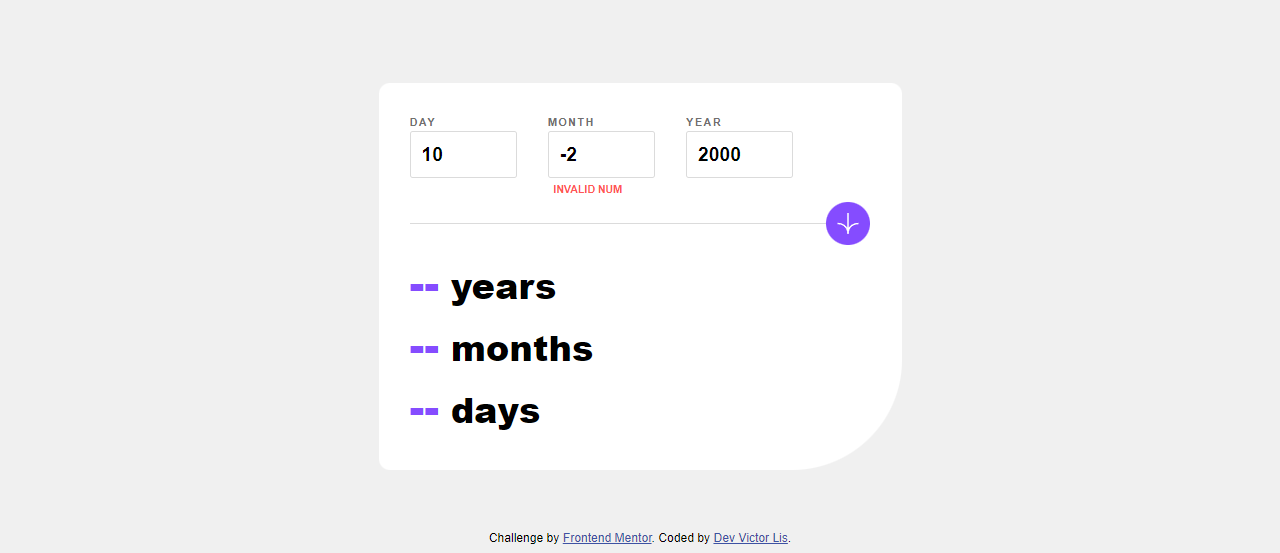 DAY MONTH YEAR
10 -2 2000
INVALID NUM
-- years
-- months
-- days
Challenge by Frontend Mentor. Coded by Dev Victor Lis.